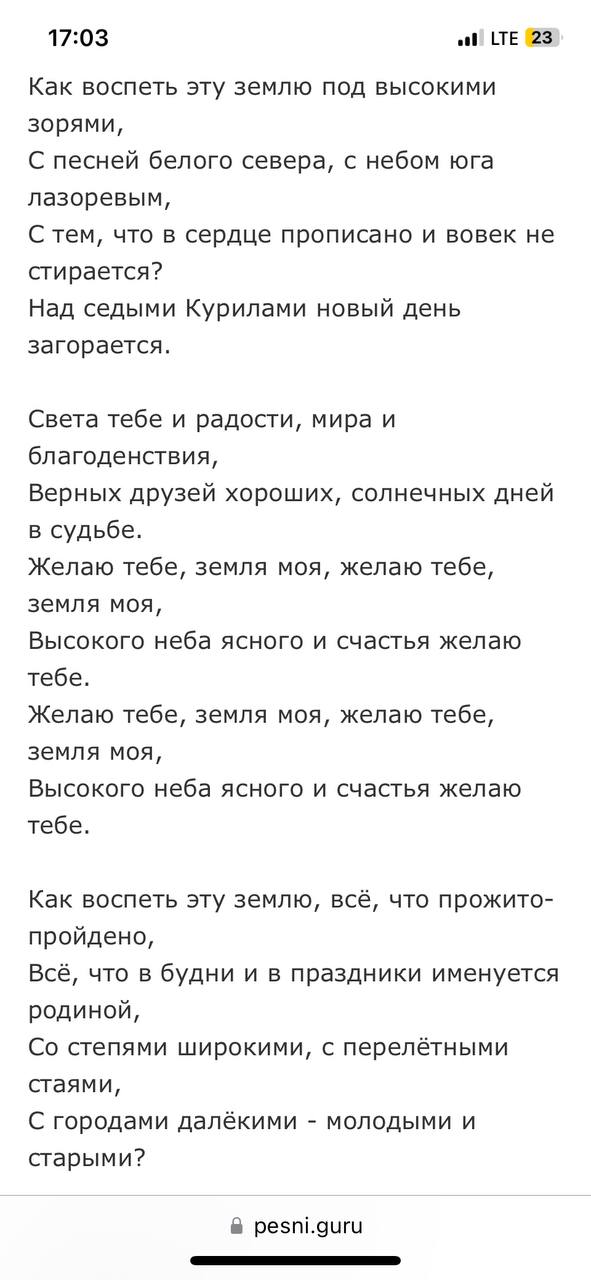 17:03
LTE 23
Как воспеть эту землю под высокими
зорями,
С песней белого севера, с небом юга
лазоревым,
С тем, что в сердце прописано и вовек не
стирается?
Над седыми Курилами новый день
загорается.
Света тебе и радости, мира и
благоденствия,
Верных друзей хороших, солнечных дней
в судьбе.
Желаю тебе, земля моя, желаю тебе,
земля моя,
Высокого неба ясного и счастья желаю
тебе.
Желаю тебе, земля моя, желаю тебе,
земля моя,
Высокого неба ясного и счастья желаю
тебе.
Как воспеть эту землю, всё, что прожито-
пройдено,
Всё, что в будни и в праздники именуется
родиной,
Со степями широкими, с перелётными
стаями,
С городами далёкими - молодыми и
старыми?
pesni.guru